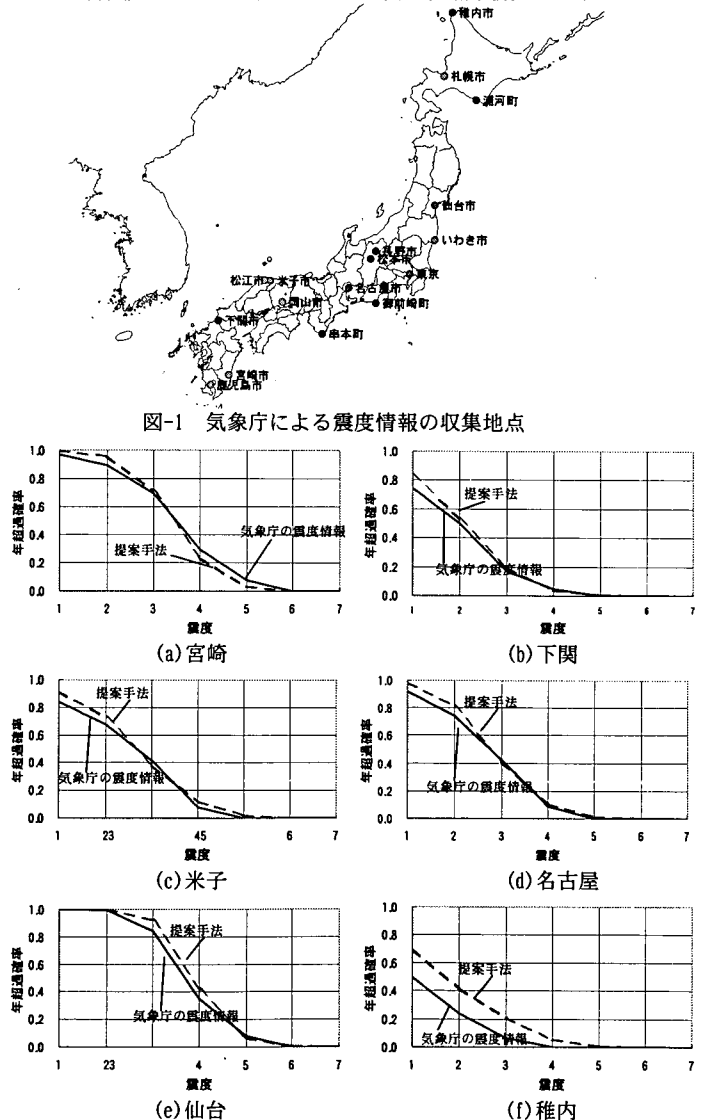 稚内市
札幌市
浦河町
仙台市
いわき市
長野市
松本市
東京
松江市 米子市
名古屋市
岡山市
御前崎町
下関市
串本町
宮崎市
鹿児島市
図-1 気象庁による震度情報の収集地点
年超過確率
1.0
0.8
0.6
0.4
0.2
0.0
提案手法
気象庁の震度情報
1 2 3 4 5 6 7
震度
(a)宮崎
年超過確率
1.0
0.8
0.6
0.4
0.2
0.0
提案手法
気象庁の震度情報
1 2 3 4 5 6 7
震度
(b)下関
年超過確率
1.0
0.8
0.6
0.4
0.2
0.0
提案手法
気象庁の震度情報
1 23 45 6 7
震度
(c)米子
年超過確率
1.0
0.8
0.6
0.4
0.2
0.0
提案手法
気象庁の震度情報
1 2 3 4 5 6 7
震度
(d)名古屋
年超過確率
1.0
0.8
0.6
0.4
0.2
0.0
提案手法
気象庁の震度情報
1 23 4 5 6 7
震度
(e)仙台
年超過確率
1.0
0.8
0.6
0.4
0.2
0.0
提案手法
気象庁の震度情報
1 2 3 4 5 6 7
震度
(f)稚内